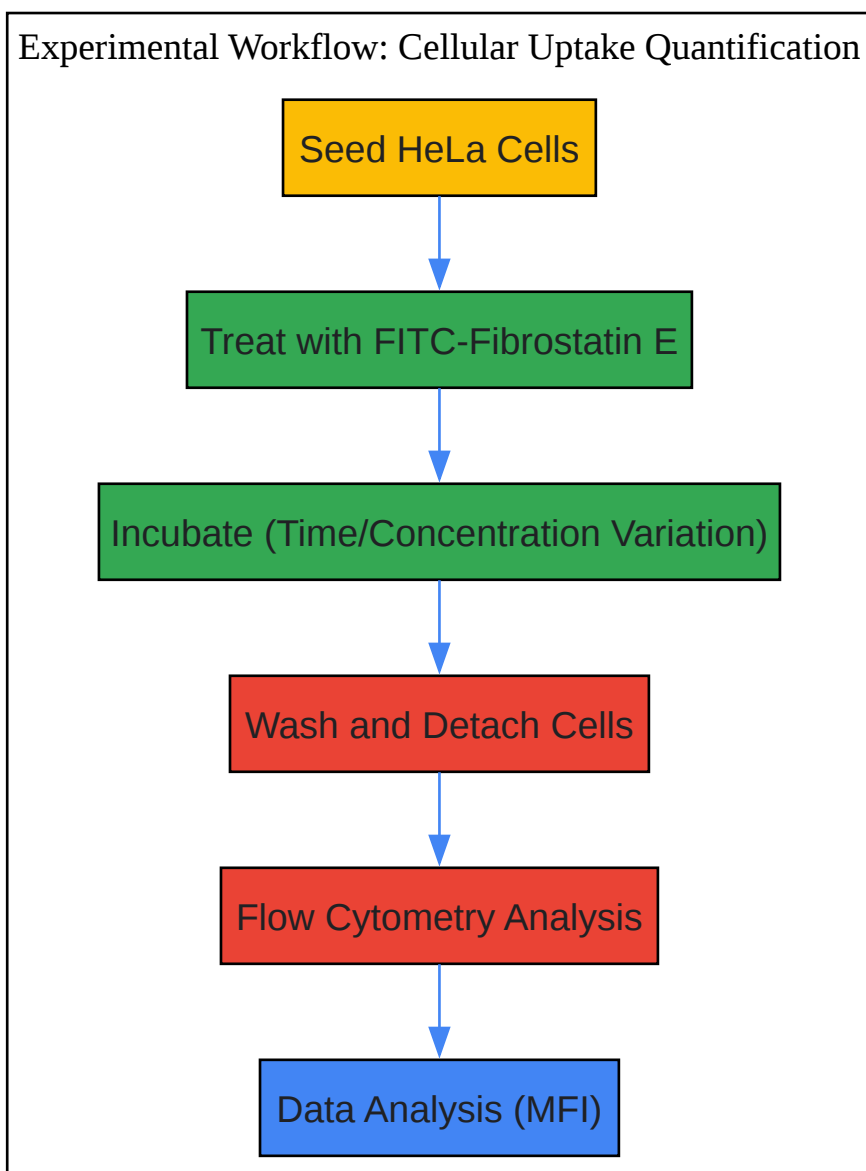 Experimental Workflow: Cellular Uptake Quantification
Seed HeLa Cells
Treat with FITC-Fibrostatin E
Incubate (Time/Concentration Variation)
Wash and Detach Cells
Flow Cytometry Analysis
Data Analysis (MFI)